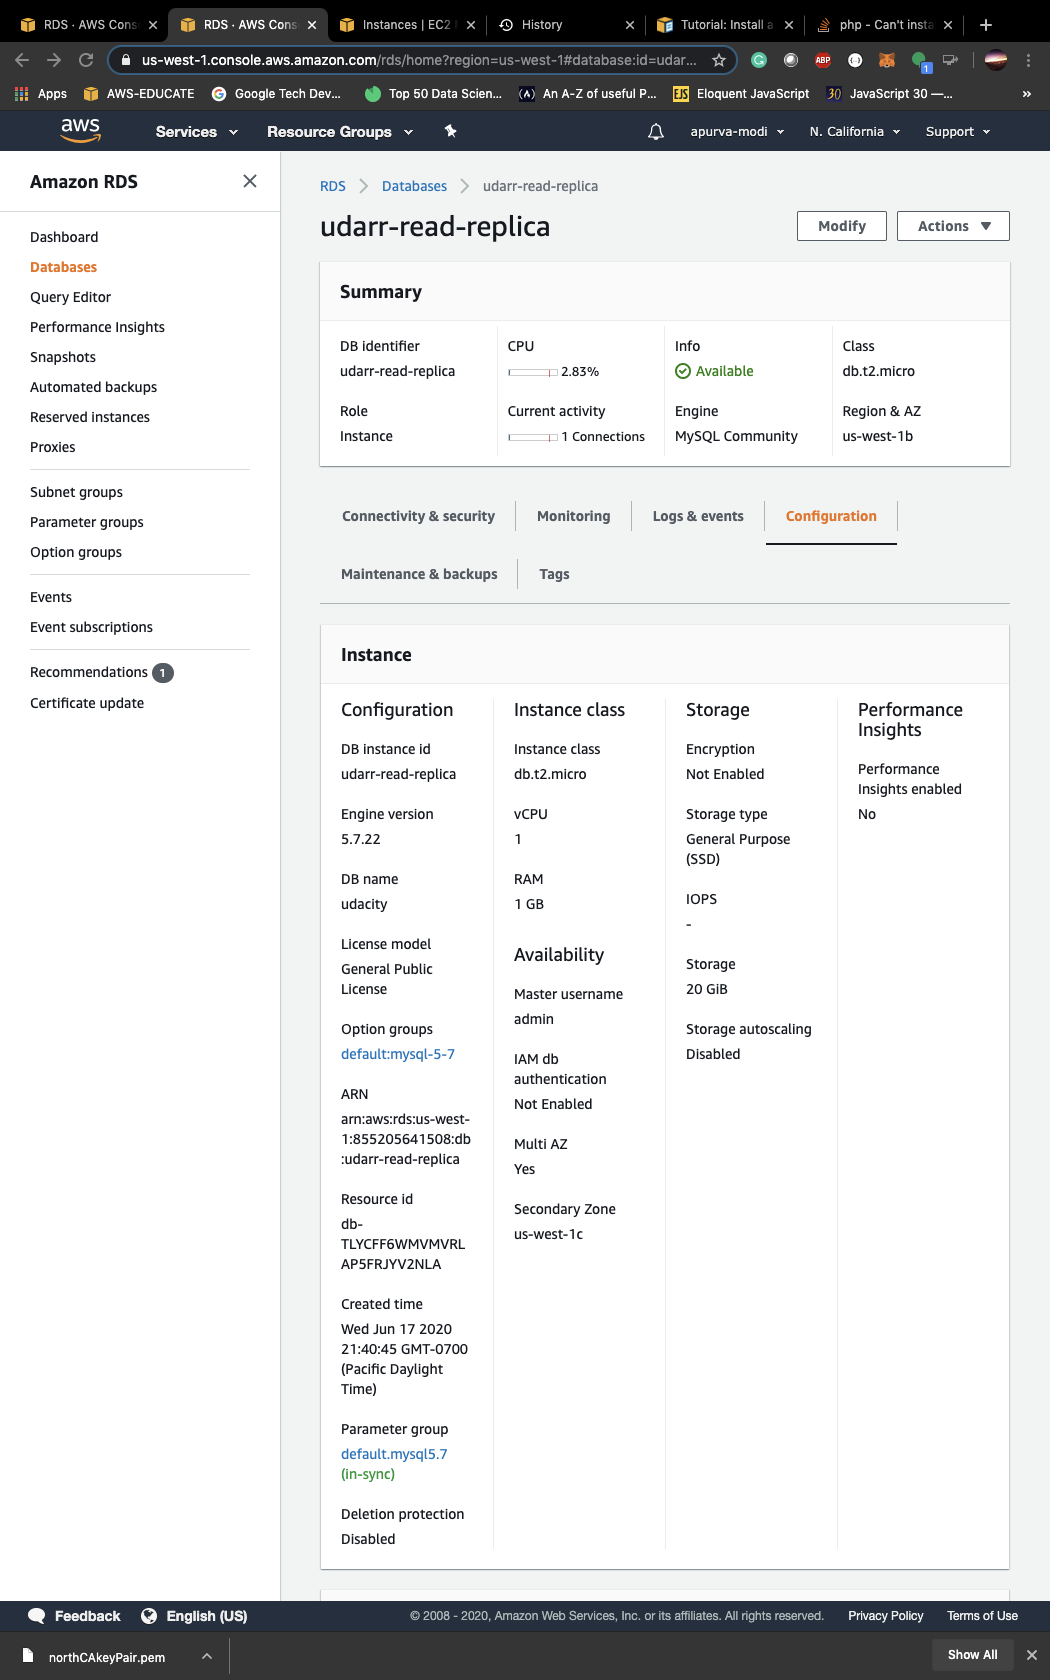 RDS · AWS Cons
RDS · AWS Cons
Instances | EC2
History
Tutorial: Install a
php - Can't insta
us-west-1.console.aws.amazon.com/rds/home?region=us-west-1#database:id=udar...
ABP
1
Apps
AWS-EDUCATE
Google Tech Dev...
Top 50 Data Scien...
(A) An A-Z of useful P...
EJS Eloquent JavaScript
30 JavaScript 30 —...
»
aws
Services
Resource Groups
apurva-modi
N. California
Support
Amazon RDS
Dashboard
Databases
Query Editor
Performance Insights
Snapshots
Automated backups
Reserved instances
Proxies
Subnet groups
Parameter groups
Option groups
Events
Event subscriptions
Recommendations 1
Certificate update
RDS
Databases
udarr-read-replica
udarr-read-replica
Modify
Actions
Summary
DB identifier
udarr-read-replica
CPU
2.83%
Info
Available
Class
db.t2.micro
Role
Instance
Current activity
1 Connections
Engine
MySQL Community
Region & AZ
us-west-1b
Connectivity & security
Monitoring
Logs & events
Configuration
Maintenance & backups
Tags
Instance
Configuration
DB instance id
udarr-read-replica
Engine version
5.7.22
DB name
udacity
License model
General Public
License
Option groups
default:mysql-5-7
ARN
arn:aws:rds:us-west-
1:855205641508:db
:udarr-read-replica
Resource id
db-
TLYCFF6WMVMVRL
AP5FRJYV2NLA
Created time
Wed Jun 17 2020
21:40:45 GMT-0700
(Pacific Daylight
Time)
Parameter group
default.mysql5.7
(in-sync)
Deletion protection
Disabled
Instance class
Instance class
db.t2.micro
vCPU
1
RAM
1 GB
Availability
Master username
admin
IAM db
authentication
Not Enabled
Multi AZ
Yes
Secondary Zone
us-west-1c
Storage
Encryption
Not Enabled
Storage type
General Purpose
(SSD)
IOPS
-
Storage
20 GiB
Storage autoscaling
Disabled
Performance
Insights
Performance
Insights enabled
No
Feedback
English (US)
© 2008 - 2020, Amazon Web Services, Inc. or its affiliates. All rights reserved.
Privacy Policy
Terms of Use
northCAkeyPair.pem
Show All